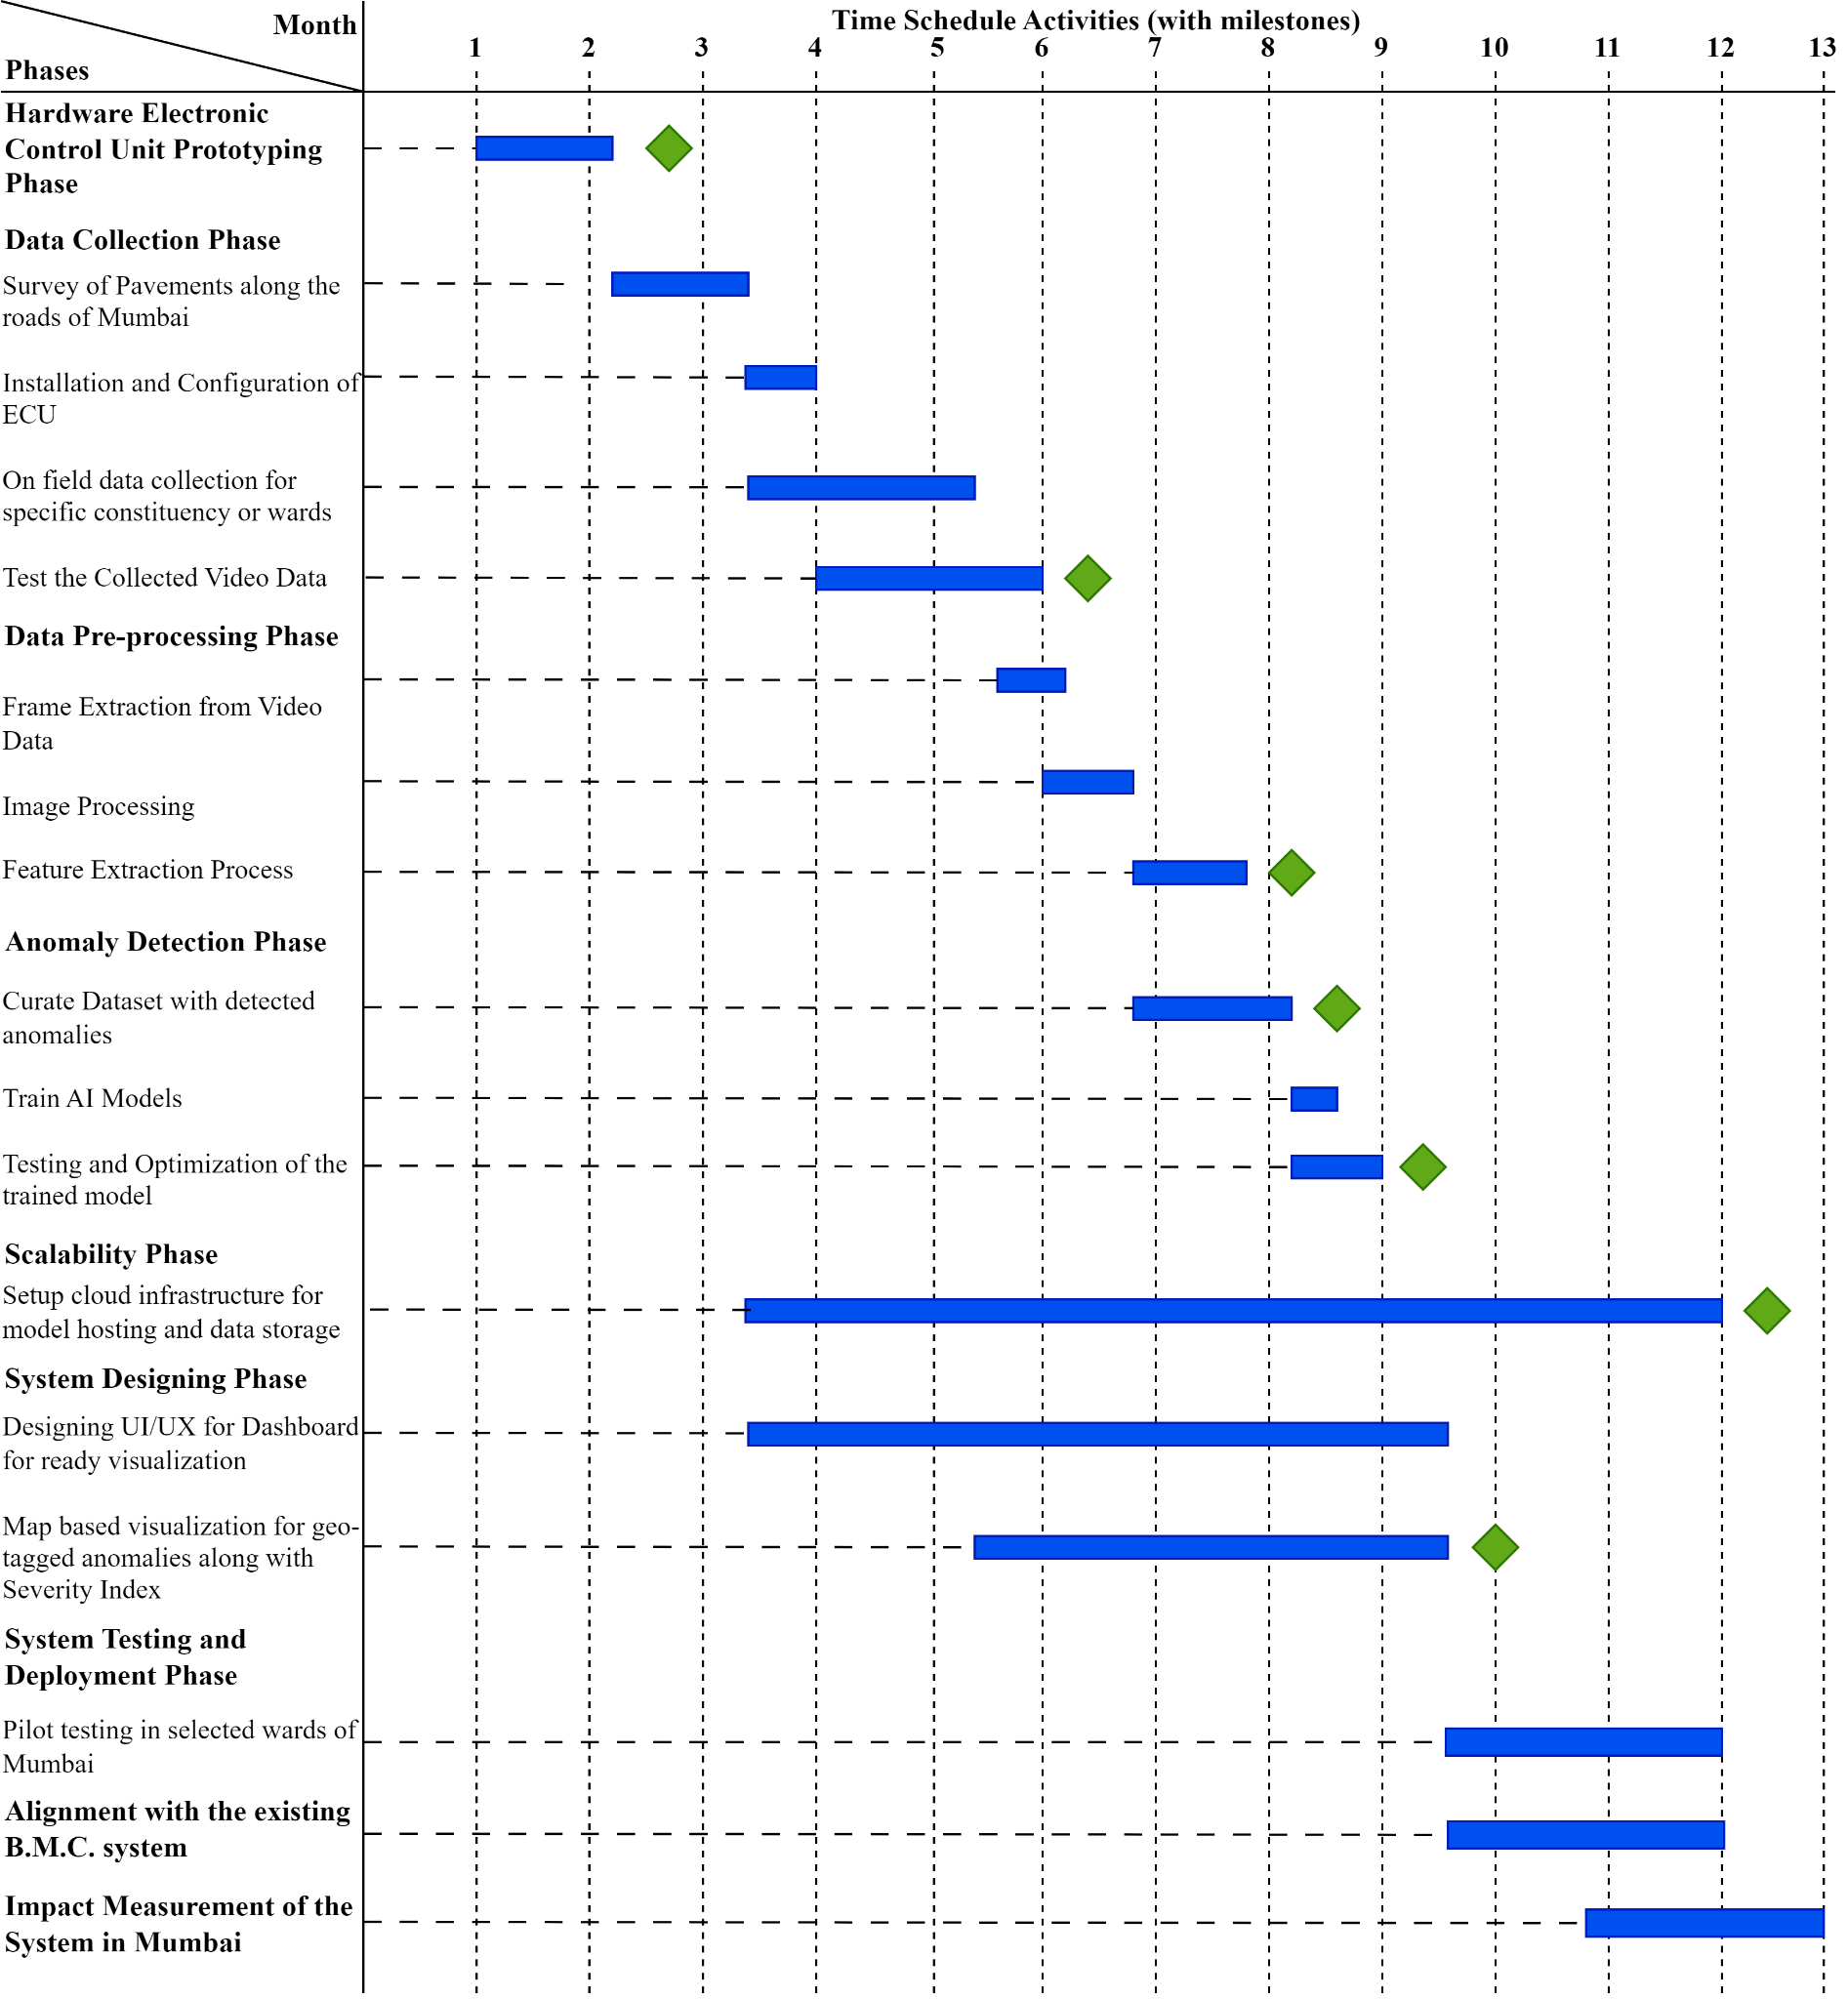 Time Schedule Activities (with milestones)
Month
1 2 3 4 5 6 7 8 9 10 11 12 13
Phases
Hardware Electronic
Control Unit Prototyping
Phase
Data Collection Phase
Survey of Pavements along the
roads of Mumbai
Installation and Configuration of
ECU
On field data collection for
specific constituency or wards
Test the Collected Video Data
Data Pre-processing Phase
Frame Extraction from Video
Data
Image Processing
Feature Extraction Process
Anomaly Detection Phase
Curate Dataset with detected
anomalies
Train AI Models
Testing and Optimization of the
trained model
Scalability Phase
Setup cloud infrastructure for
model hosting and data storage
System Designing Phase
Designing UI/UX for Dashboard
for ready visualization
Map based visualization for geo-
tagged anomalies along with
Severity Index
System Testing and
Deployment Phase
Pilot testing in selected wards of
Mumbai
Alignment with the existing
B.M.C. system
Impact Measurement of the
System in Mumbai